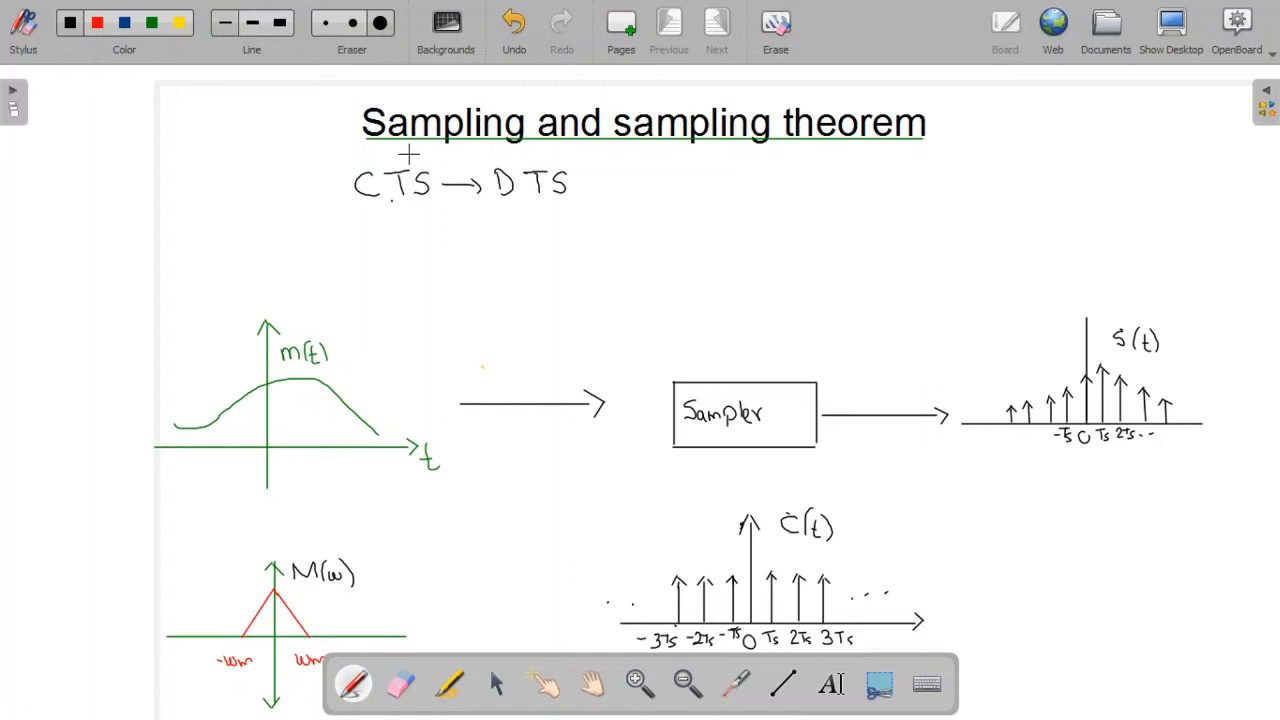 Stylus Color Line Eraser Backgrounds Undo Redo Pages Previous Next Erase Board Web Documents Show Desktop OpenBoard
Sampling and sampling theorem
CTS → DTS
m(t)
t
Sampler
S(t)
-Ts 0 Ts 2Ts ...
C(t)
... -3Ts -2Ts -Ts 0 Ts 2Ts 3Ts ...
M(ω)
-ωm ωm